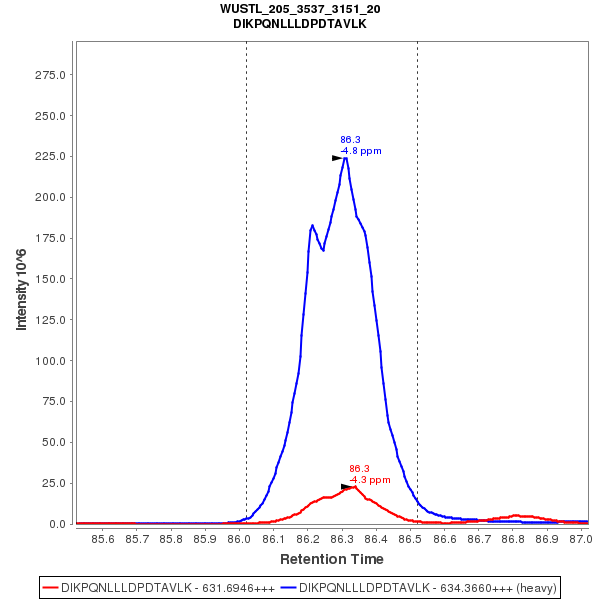 WUSTL_205_3537_3151_20
DIKPQNLLLDPDTAVLK
Intensity 10^6
275.0
250.0
225.0
200.0
175.0
150.0
125.0
100.0
75.0
50.0
25.0
0.0
86.3
-4.8 ppm
86.3
-4.3 ppm
85.6 85.7 85.8 85.9 86.0 86.1 86.2 86.3 86.4 86.5 86.6 86.7 86.8 86.9 87.0
Retention Time
DIKPQNLLLDPDTAVLK - 631.6946+++ DIKPQNLLLDPDTAVLK - 634.3660+++ (heavy)